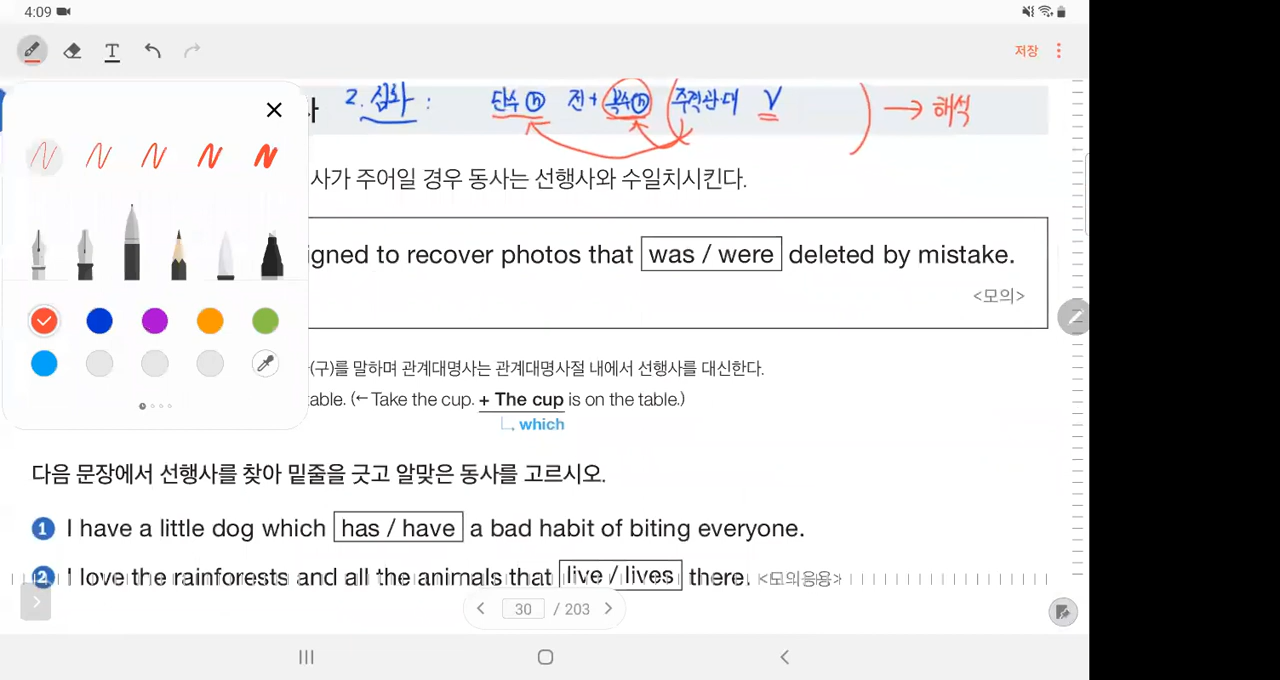 4:09
저장
2. 심화 : 단수 ⓝ 전+ 복수ⓝ (주격관·대 V ) → 해석
사가 주어일 경우 동사는 선행사와 수일치시킨다.
igned to recover photos that was / were deleted by mistake.
<모의>
(구)를 말하며 관계대명사는 관계대명사절 내에서 선행사를 대신한다.
table. (←Take the cup. + The cup is on the table.)
which
다음 문장에서 선행사를 찾아 밑줄을 긋고 알맞은 동사를 고르시오.
1 I have a little dog which has / have a bad habit of biting everyone.
2 I love the rainforests and all the animals that live / lives there. <모의응용>
30 / 203